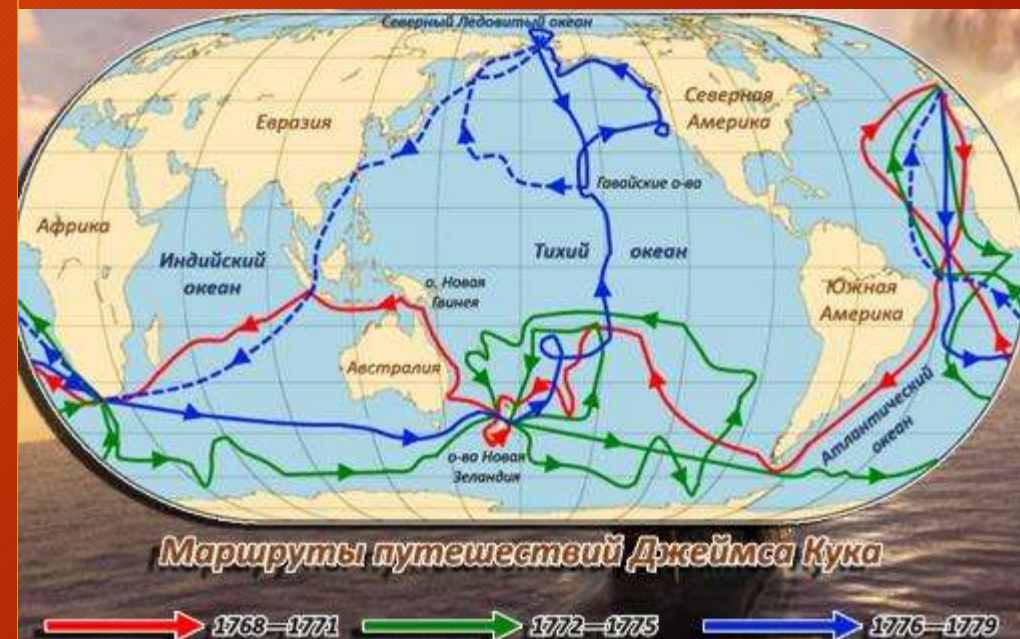 Северный Ледовитый океан
Северная
Америка
Евразия
Гавайские о-ва
Африка
Индийский
океан
Тихий океан
о. Новая
Гвинея
Южная
Америка
Австралия
Атлантический
океан
о-ва Новая
Зеландия
Маршруты путешествий Джеймса Кука
1768—1771 1772—1775 1776—1779